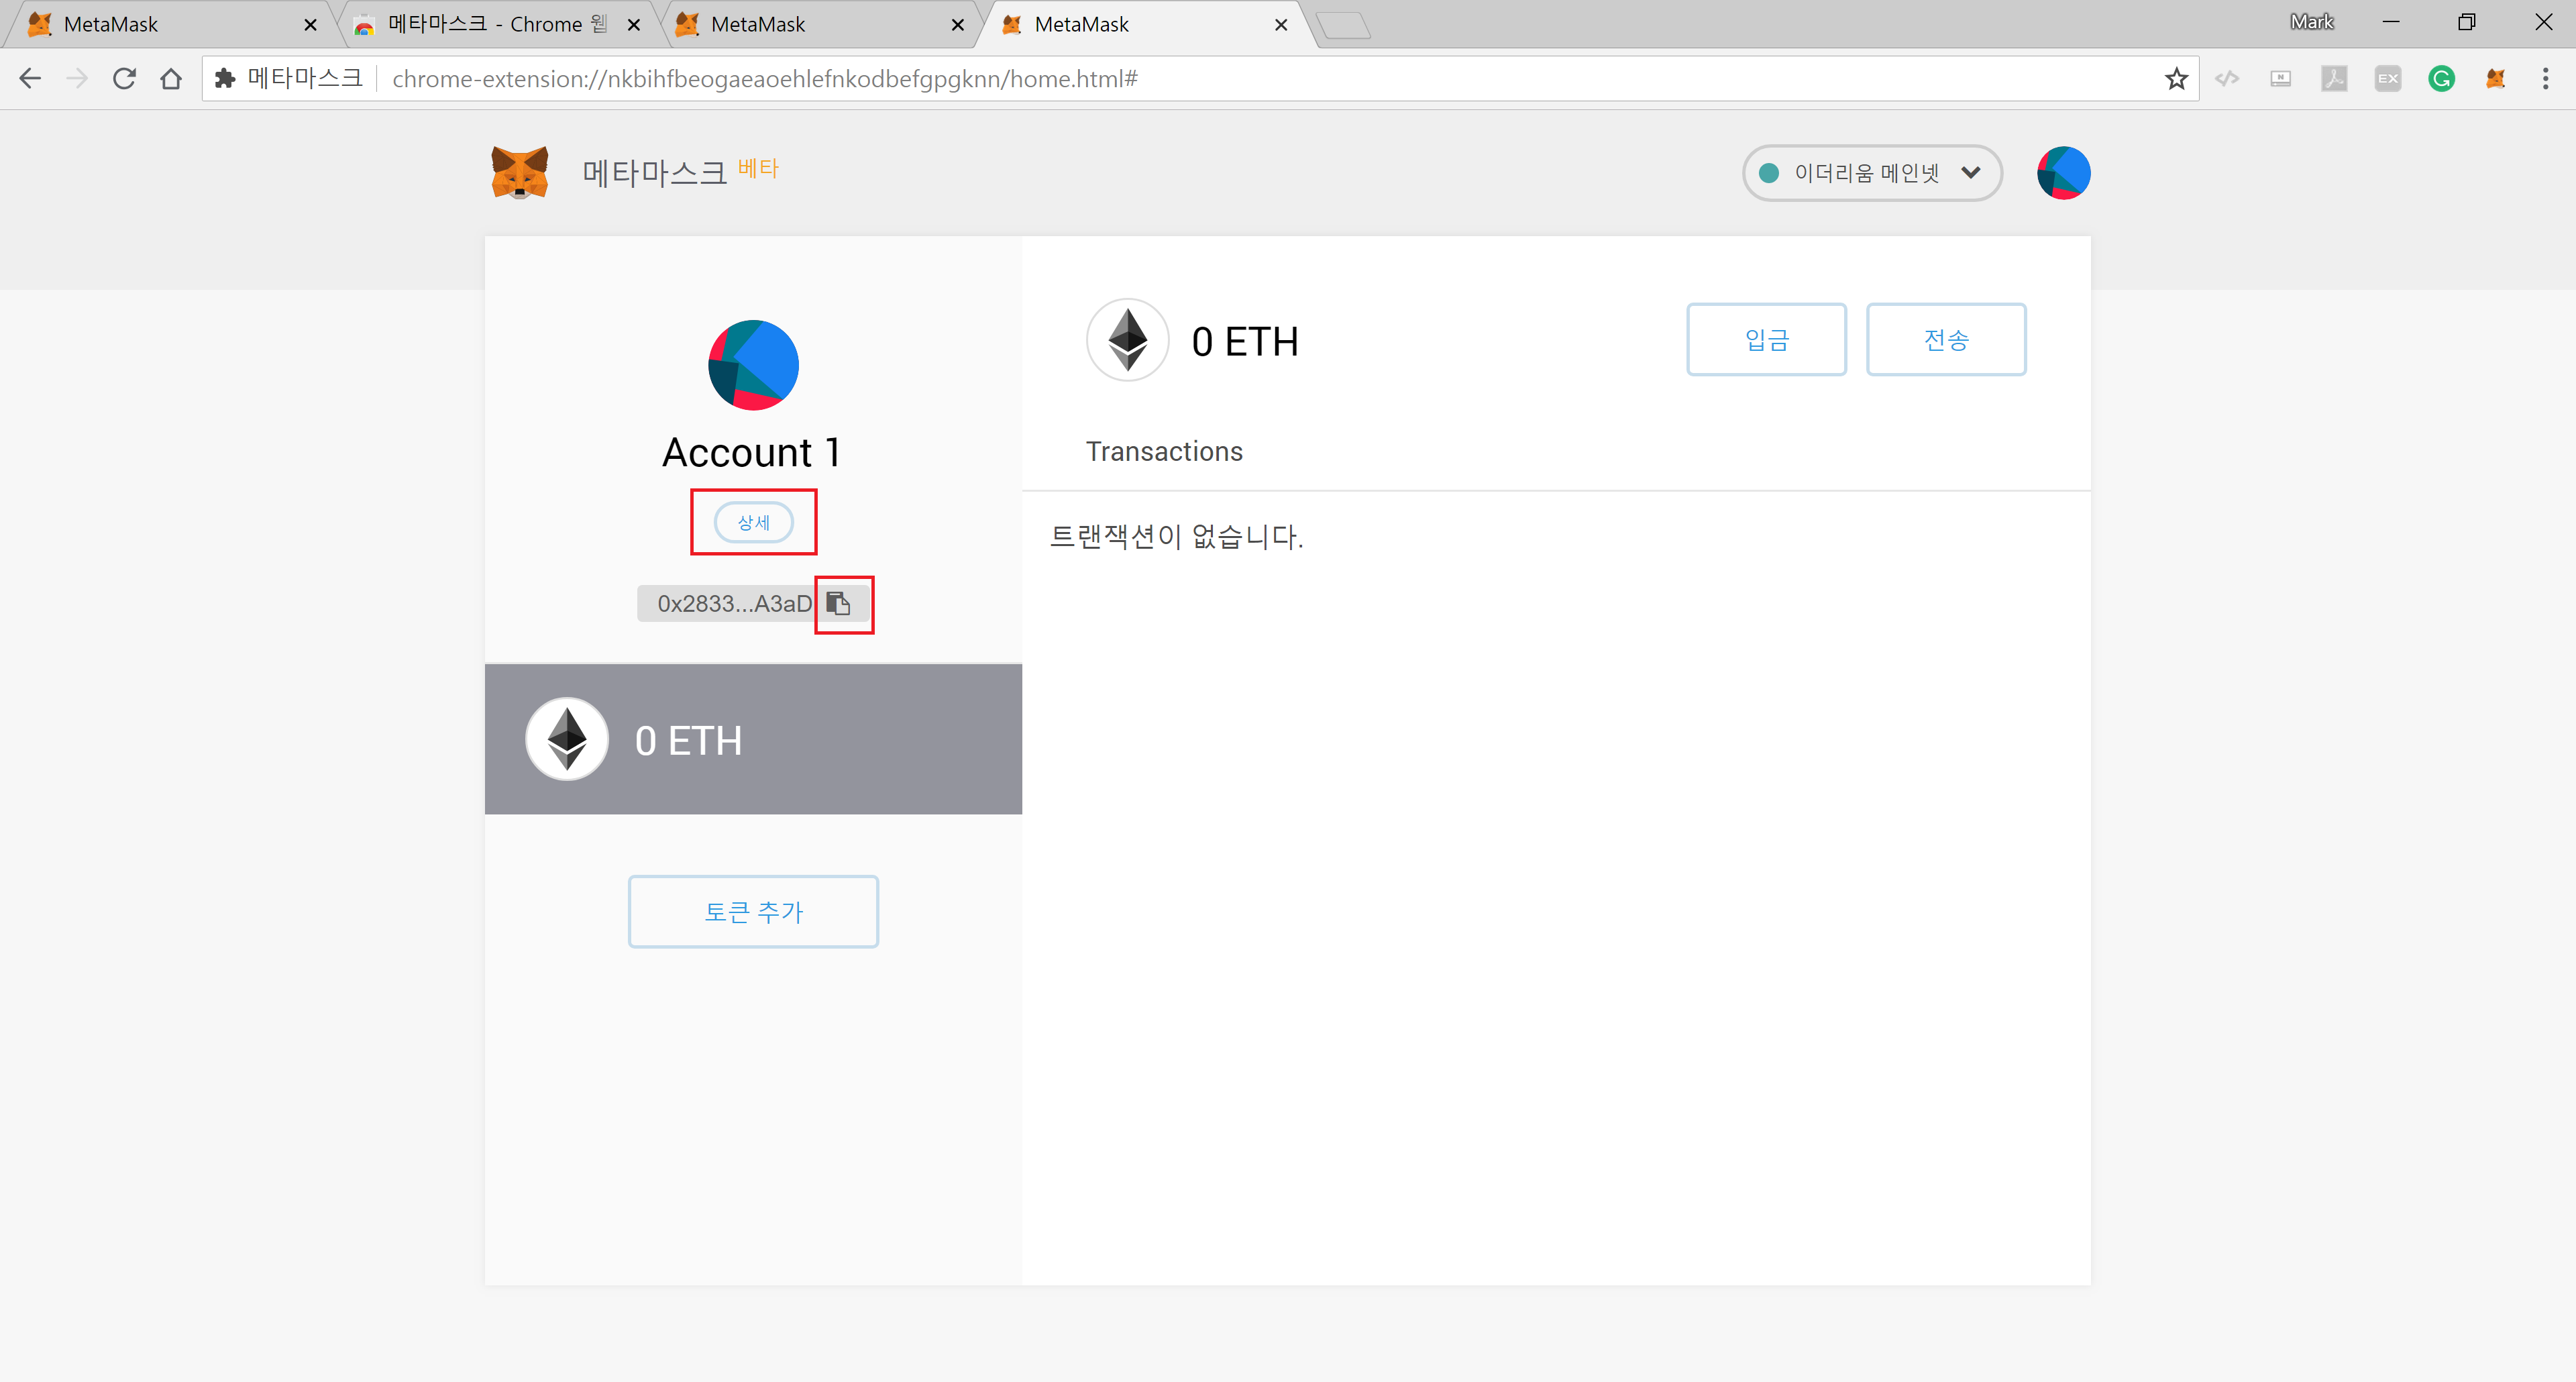 MetaMask
메타마스크 - Chrome 웹
MetaMask
MetaMask
Mark
메타마스크
chrome-extension://nkbihfbeogaeaoehlefnkodbefgpgknn/home.html#
EX
메타마스크 베타
이더리움 메인넷
Account 1
상세
0x2833...A3aD
0 ETH
토큰 추가
0 ETH
입금
전송
Transactions
트랜잭션이 없습니다.